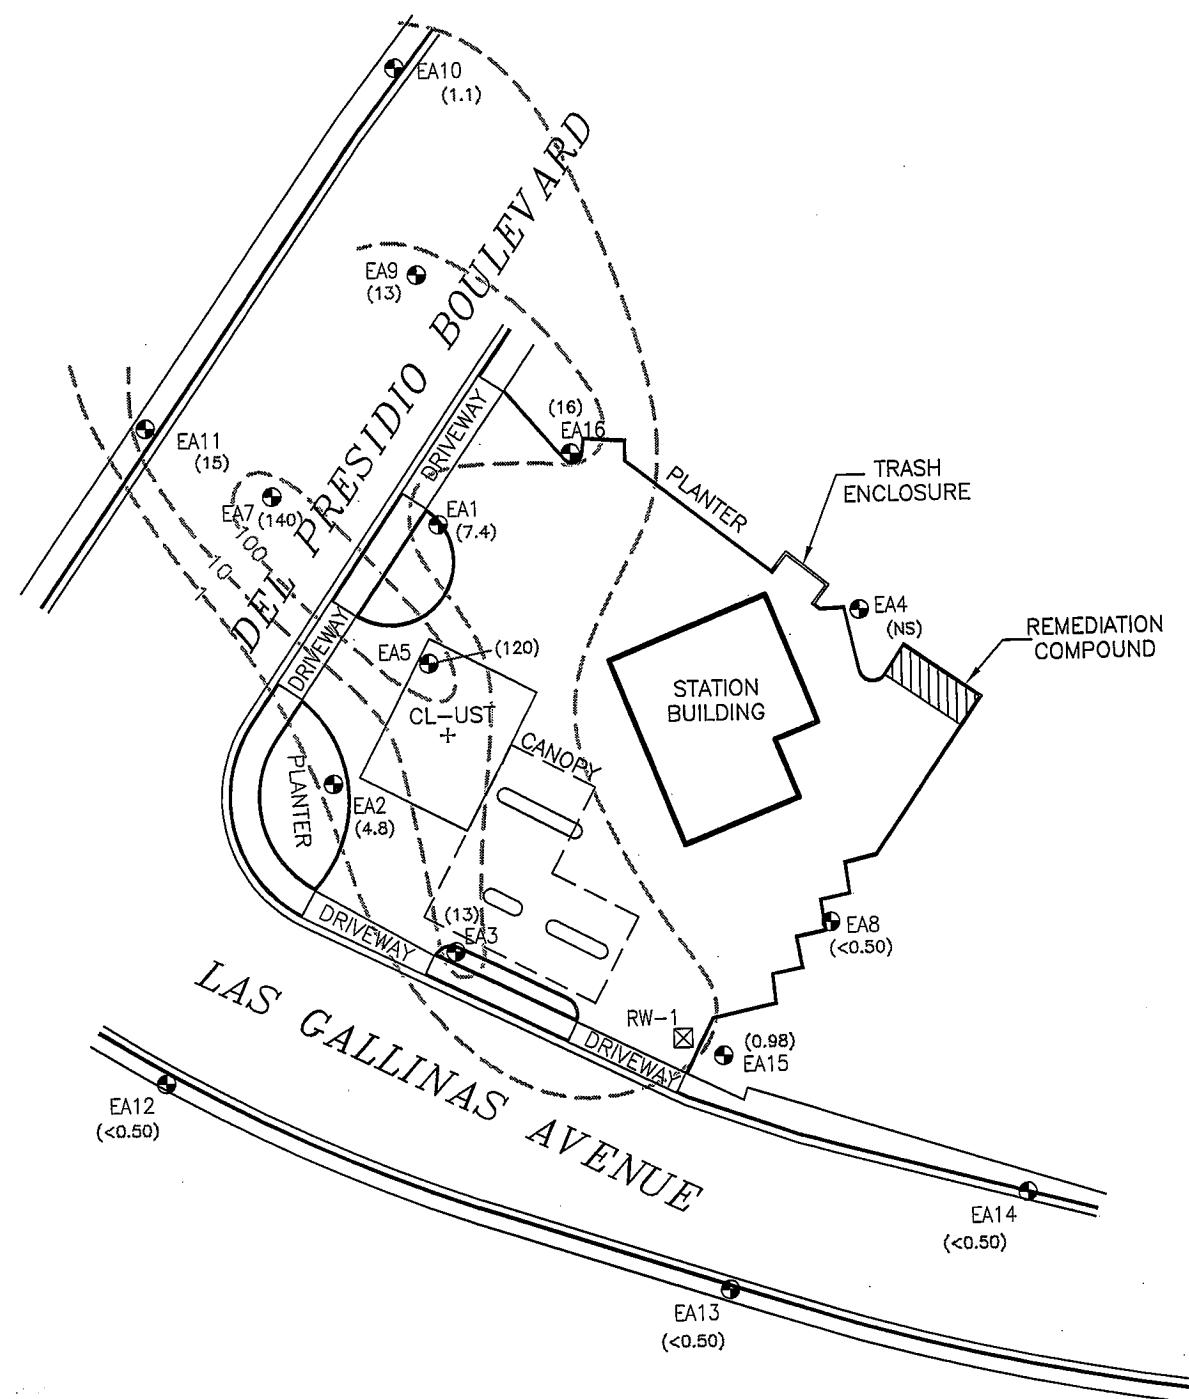 EA10
(1.1)
DEL PRESIDIO BOULEVARD
EA9
(13)
(16)
EA16
DRIVEWAY
EA11
(15)
PLANTER
TRASH
ENCLOSURE
EA7 (140)
EA1
(7.4)
100
10
1
EA4
(NS)
REMEDIATION
COMPOUND
DRIVEWAY
EA5
(120)
STATION
BUILDING
CL-UST
CANOPY
PLANTER
EA2
(4.8)
DRIVEWAY
(13)
EA3
EA8
(<0.50)
LAS GALLINAS AVENUE
RW-1
(0.98)
EA15
DRIVEWAY
EA12
(<0.50)
EA14
(<0.50)
EA13
(<0.50)